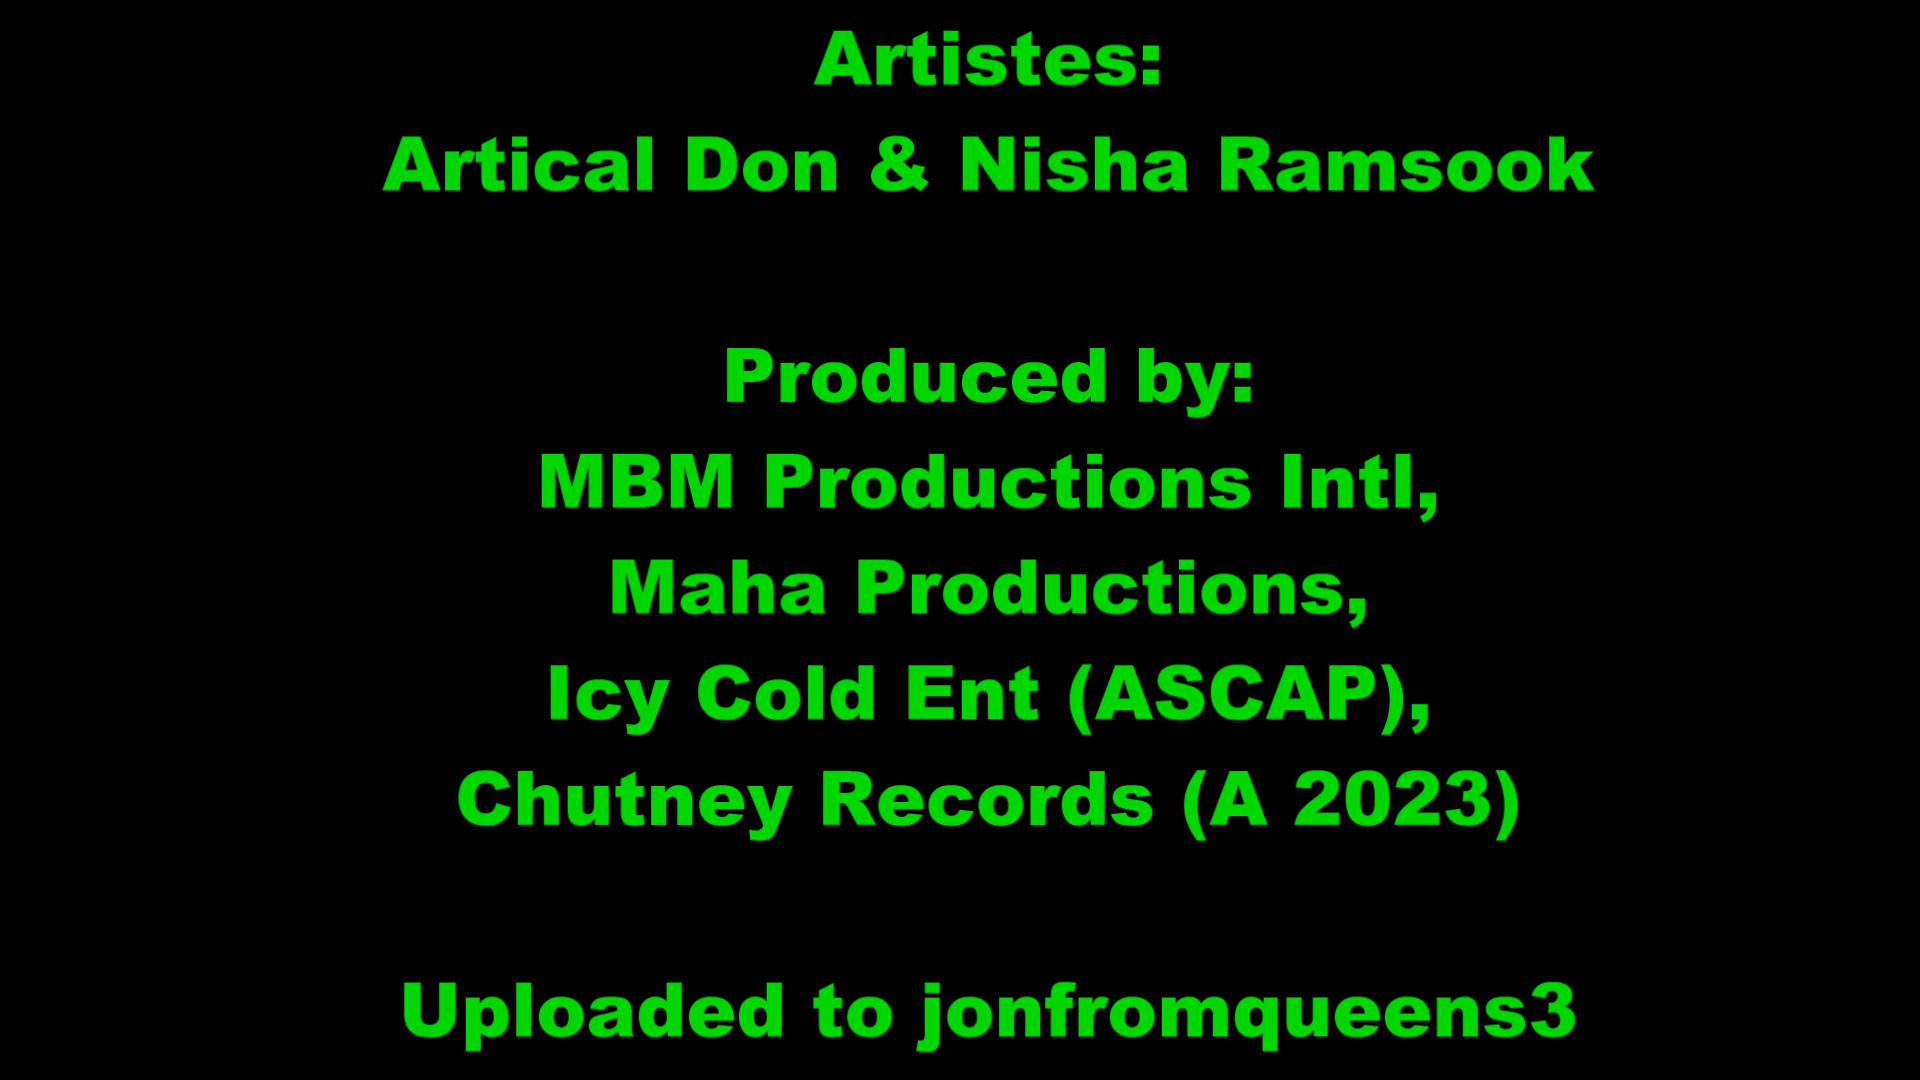 Artistes:
Artical Don & Nisha Ramsook
Produced by:
MBM Productions Intl,
Maha Productions,
Icy Cold Ent (ASCAP),
Chutney Records (A 2023)
Uploaded to jonfromqueens3